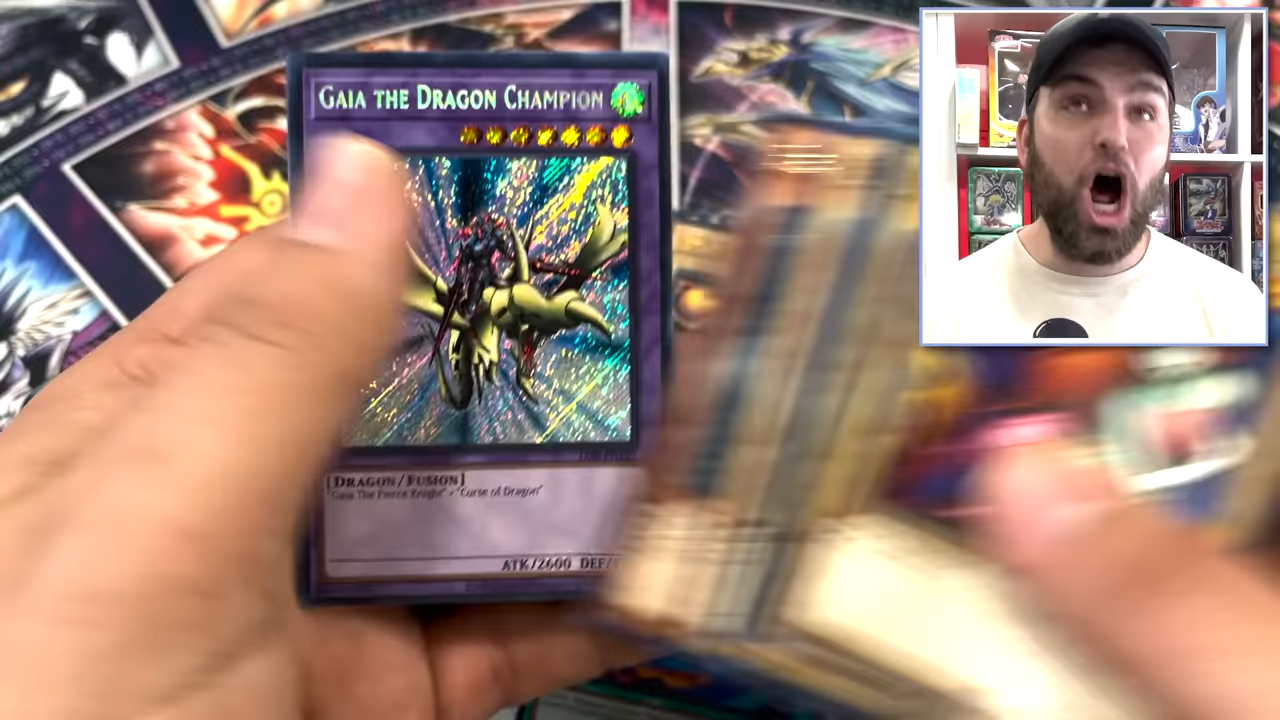 Gaia the Dragon Champion
[Dragon/Fusion]
"Gaia The Fierce Knight" + "Curse of Dragon"
ATK/2600 DEF/